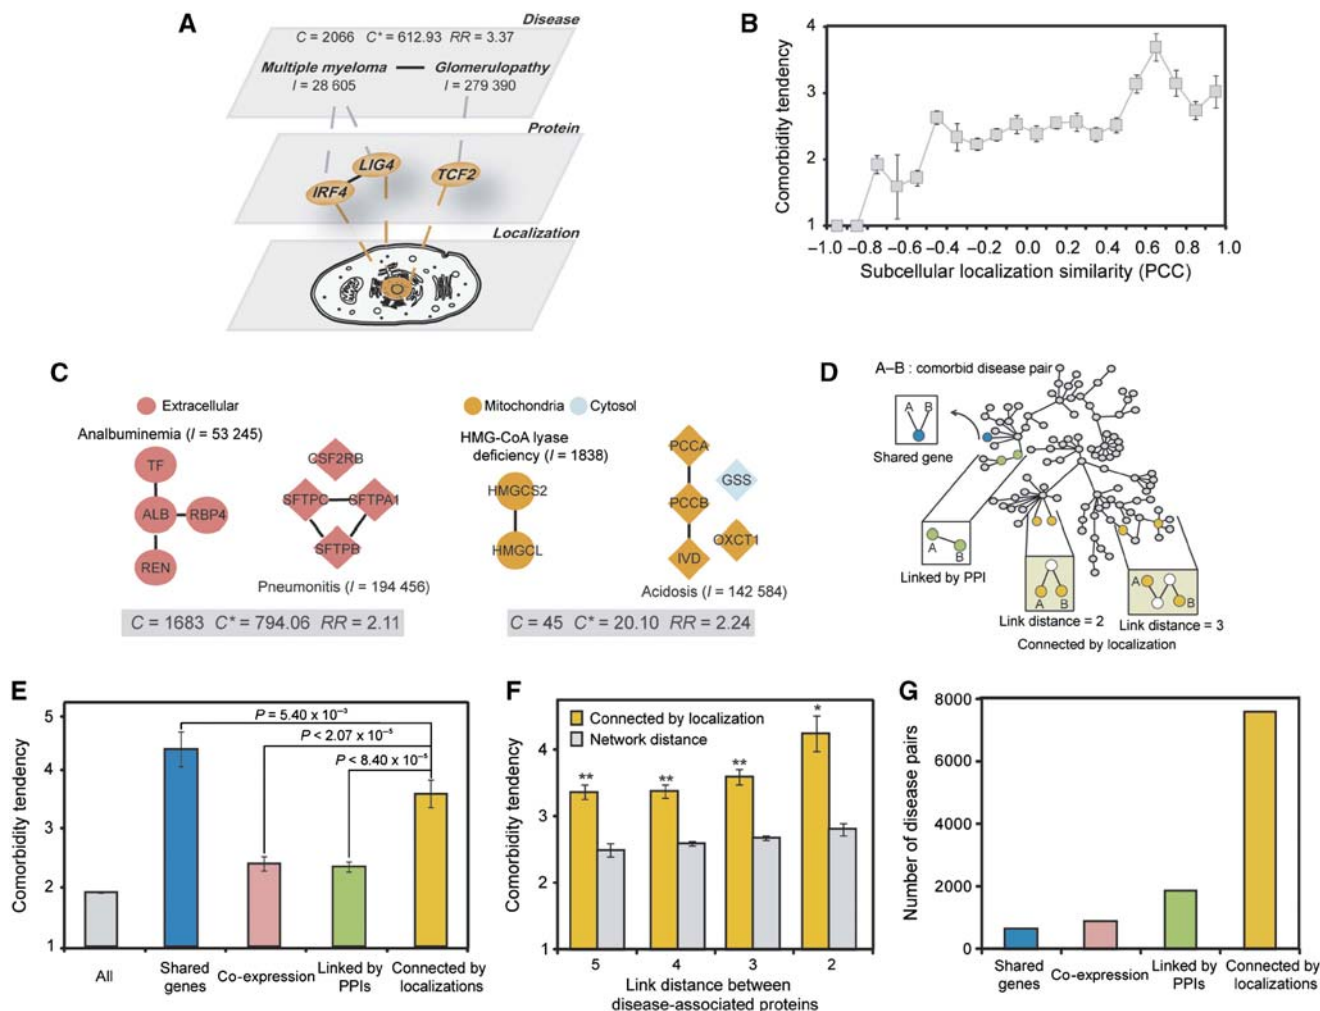 A
Disease
C = 2066 C* = 612.93 RR = 3.37
Multiple myeloma — Glomerulopathy
I = 28 605 I = 279 390
Protein
LIG4
IRF4
TCF2
Localization
B
Comorbidity tendency
4
3
2
1
–1.0 –0.8 –0.6 –0.4 –0.2 0.0 0.2 0.4 0.6 0.8 1.0
Subcellular localization similarity (PCC)
C
Extracellular
Analbuminemia (I = 53 245)
TF
ALB
RBP4
REN
CSF2RB
SFTPC
SFTPA1
SFTPB
Pneumonitis (I = 194 456)
C = 1683 C* = 794.06 RR = 2.11
Mitochondria Cytosol
HMG-CoA lyase
deficiency (I = 1838)
HMGCS2
HMGCL
PCCA
PCCB
IVD
GSS
OXCT1
Acidosis (I = 142 584)
C = 45 C* = 20.10 RR = 2.24
D
A–B : comorbid disease pair
A B
Shared gene
A
B
Linked by PPI
A B
Link distance = 2
A
B
Link distance = 3
Connected by localization
E
Comorbidity tendency
5
4
3
2
1
P = 5.40 x 10⁻³
P < 2.07 x 10⁻⁵
P < 8.40 x 10⁻⁵
All
Shared
genes
Co-expression
Linked by
PPIs
Connected by
localizations
F
Comorbidity tendency
4
3
2
1
Connected by localization
Network distance
**
**
**
*
5 4 3 2
Link distance between
disease-associated proteins
G
Number of disease pairs
8000
6000
4000
2000
0
Shared
genes
Co-expression
Linked by
PPIs
Connected by
localizations